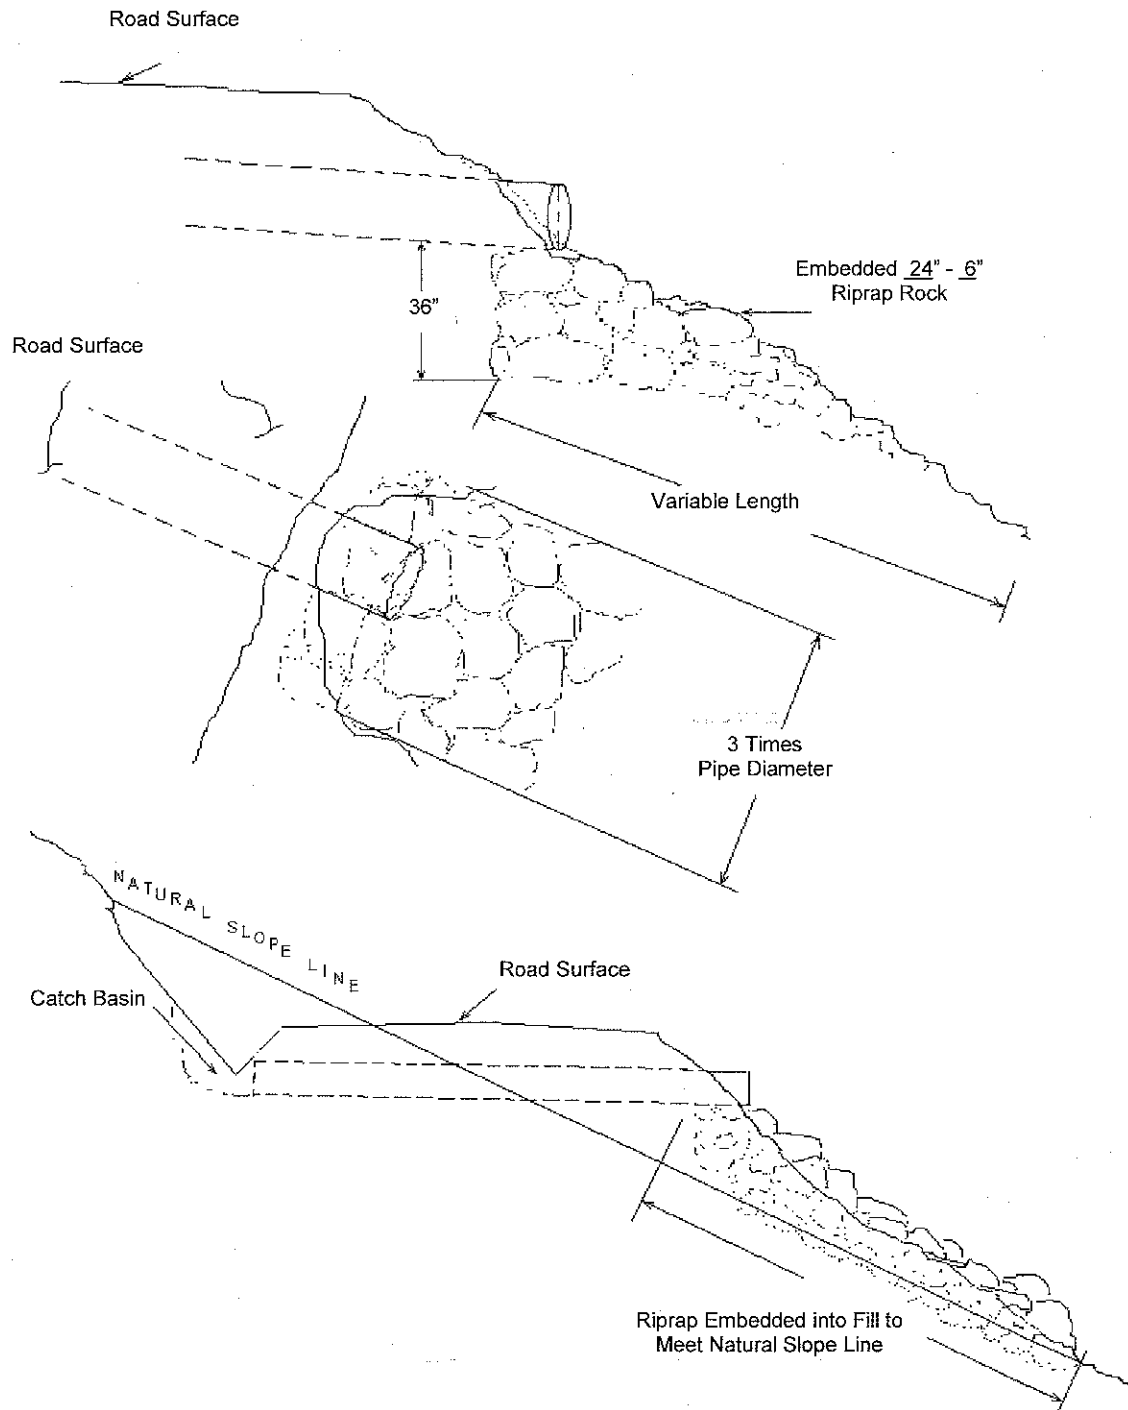 Road Surface
Embedded 24" - 6"
Riprap Rock
36"
Road Surface
Variable Length
3 Times
Pipe Diameter
NATURAL SLOPE LINE
Road Surface
Catch Basin
Riprap Embedded into Fill to
Meet Natural Slope Line